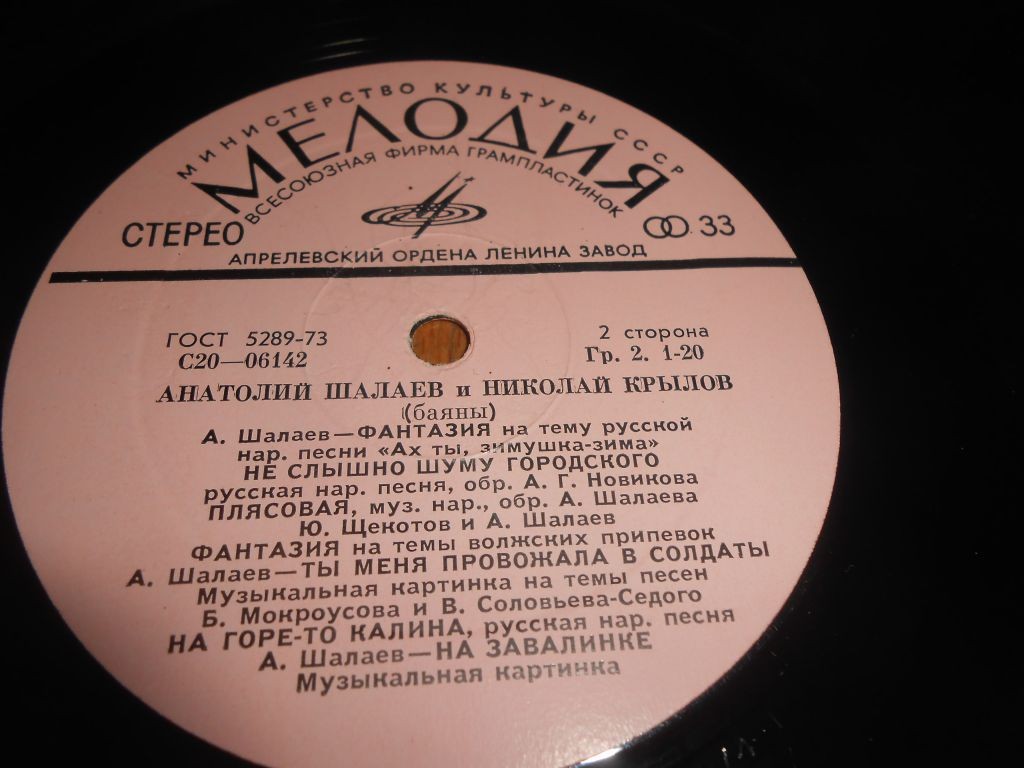 МИНИСТЕРСТВО КУЛЬТУРЫ СССР
МЕЛОДИЯ
ВСЕСОЮЗНАЯ ФИРМА ГРАМПЛАСТИНОК
СТЕРЕО
33
АПРЕЛЕВСКИЙ ОРДЕНА ЛЕНИНА ЗАВОД
ГОСТ 5289-73
С20—06142
2 сторона
Гр. 2. 1-20
АНАТОЛИЙ ШАЛАЕВ и НИКОЛАЙ КРЫЛОВ
(баяны)
А. Шалаев—ФАНТАЗИЯ на тему русской
нар. песни «Ах ты, зимушка-зима»
НЕ СЛЫШНО ШУМУ ГОРОДСКОГО
русская нар. песня, обр. А. Г. Новикова
ПЛЯСОВАЯ, муз. нар., обр. А. Шалаева
Ю. Щекотов и А. Шалаев
ФАНТАЗИЯ на темы волжских припевок
А. Шалаев—ТЫ МЕНЯ ПРОВОЖАЛА В СОЛДАТЫ
Музыкальная картинка на темы песен
Б. Мокроусова и В. Соловьева-Седого
НА ГОРЕ-ТО КАЛИНА, русская нар. песня
А. Шалаев—НА ЗАВАЛИНКЕ
Музыкальная картинка